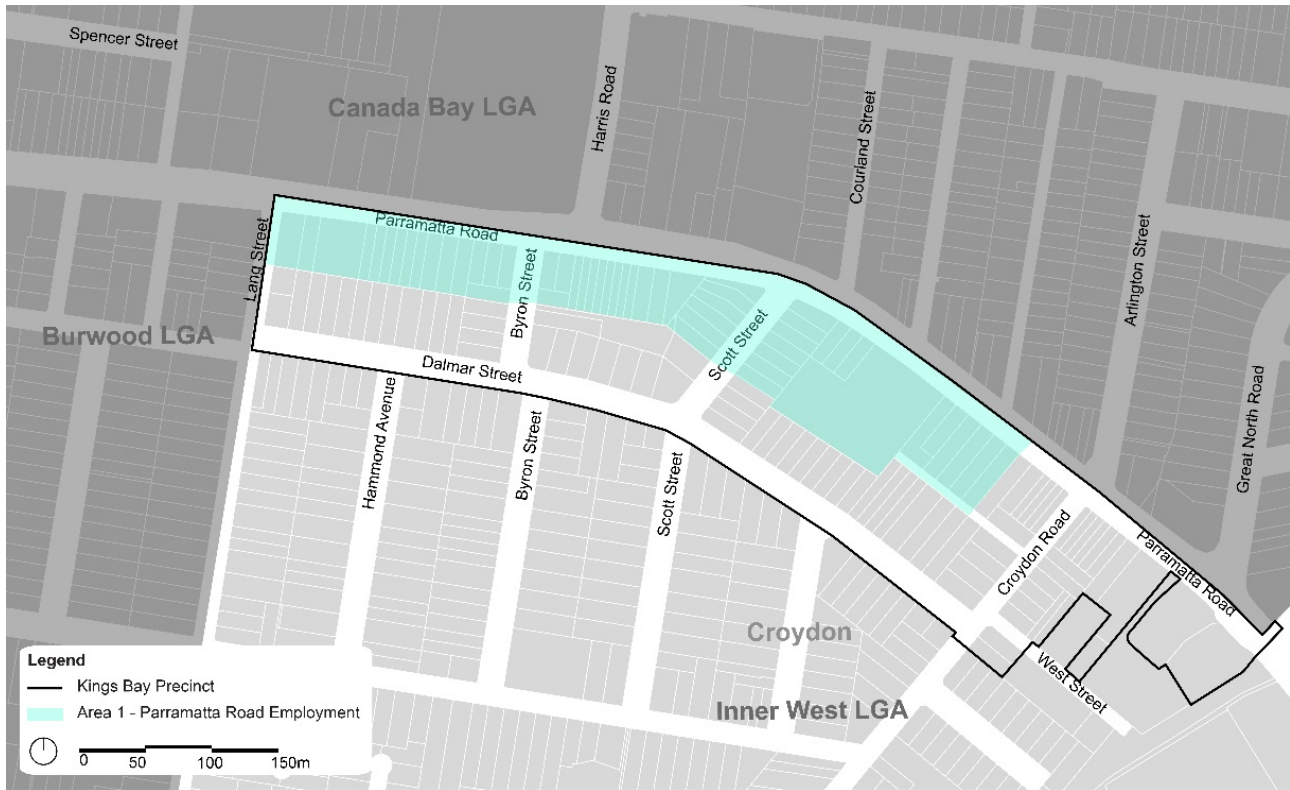 Spencer Street
Canada Bay LGA
Harris Road
Courland Street
Arlington Street
Great North Road
Parramatta Road
Lang Street
Byron Street
Scott Street
Burwood LGA
Dalmar Street
Hammond Avenue
Byron Street
Scott Street
Croydon Road
Parramatta Road
Croydon
West Street
Inner West LGA
Legend
Kings Bay Precinct
Area 1 - Parramatta Road Employment
0 50 100 150m